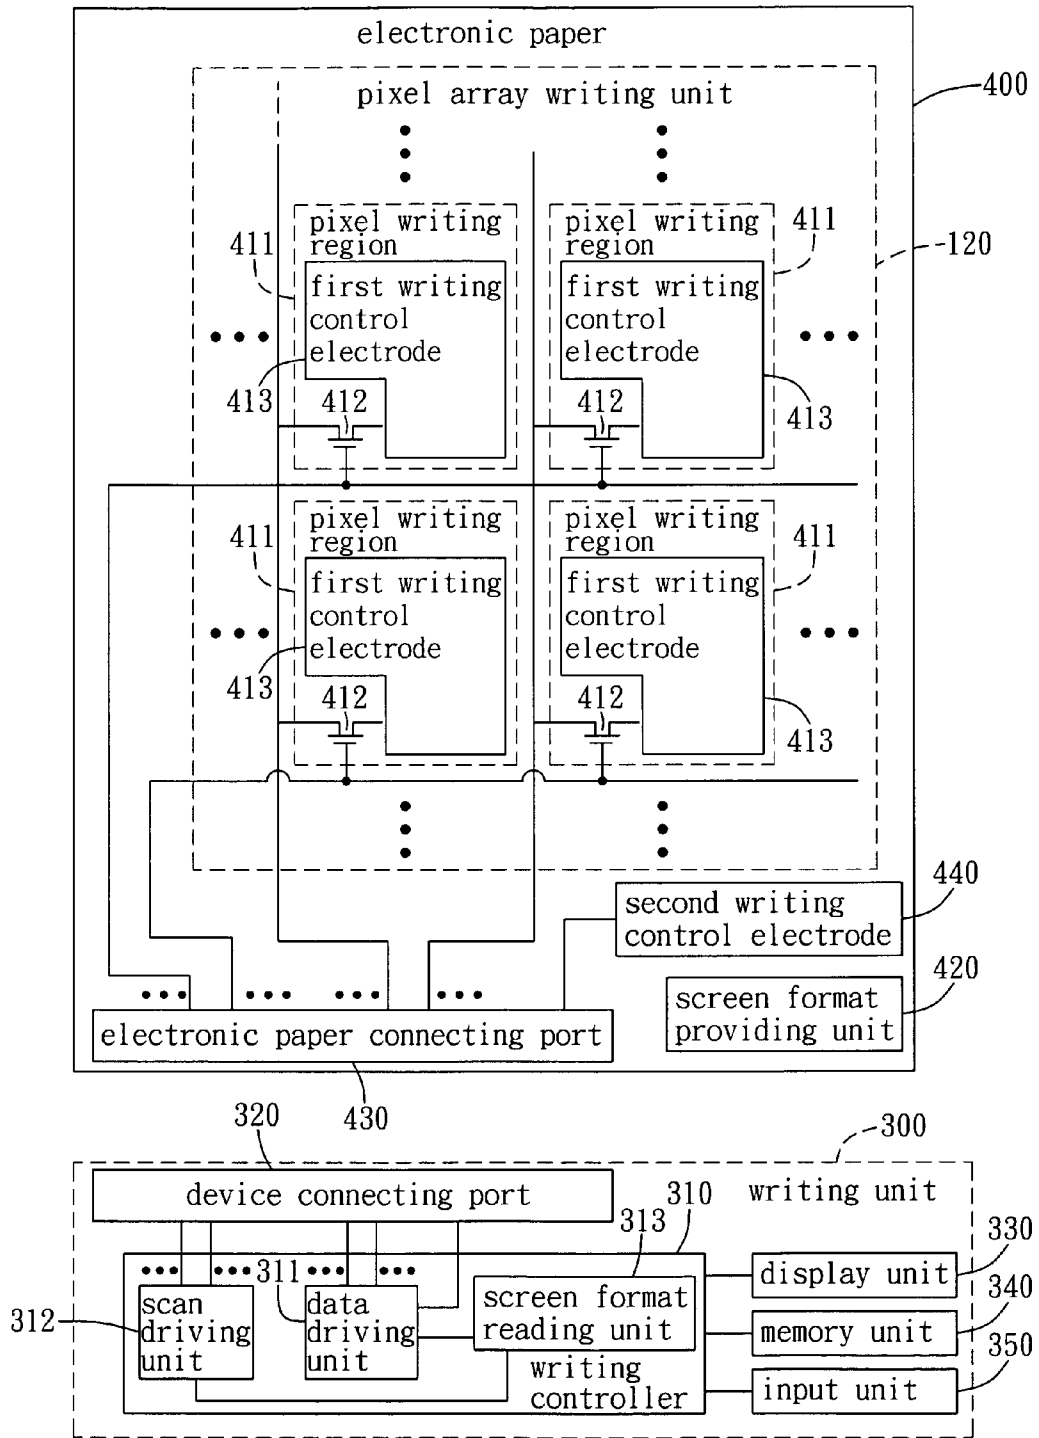 electronic paper
400
pixel array writing unit
120
pixel writing
region
411
first writing
control
electrode
413
412
pixel writing
region
411
first writing
control
electrode
413
412
pixel writing
region
411
first writing
control
electrode
413
412
pixel writing
region
411
first writing
control
electrode
413
412
second writing
control electrode
440
screen format
providing unit
420
electronic paper connecting port
430
320
300
device connecting port
writing unit
310
313
311
312
scan
driving
unit
data
driving
unit
screen format
reading unit
writing
controller
display unit
330
memory unit
340
input unit
350